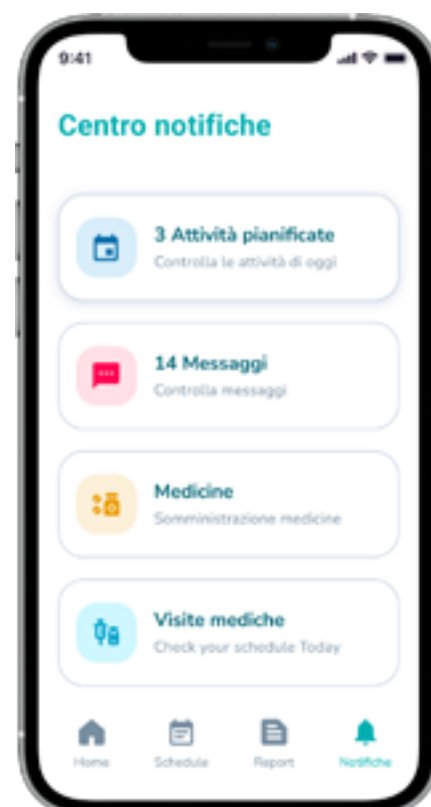 9:41
Centro notifiche
3 Attività pianificate
Controlla le attività di oggi
14 Messaggi
Controlla messaggi
Medicine
Somministrazione medicine
Visite mediche
Check your schedule Today
Home
Schedule
Report
Notifiche